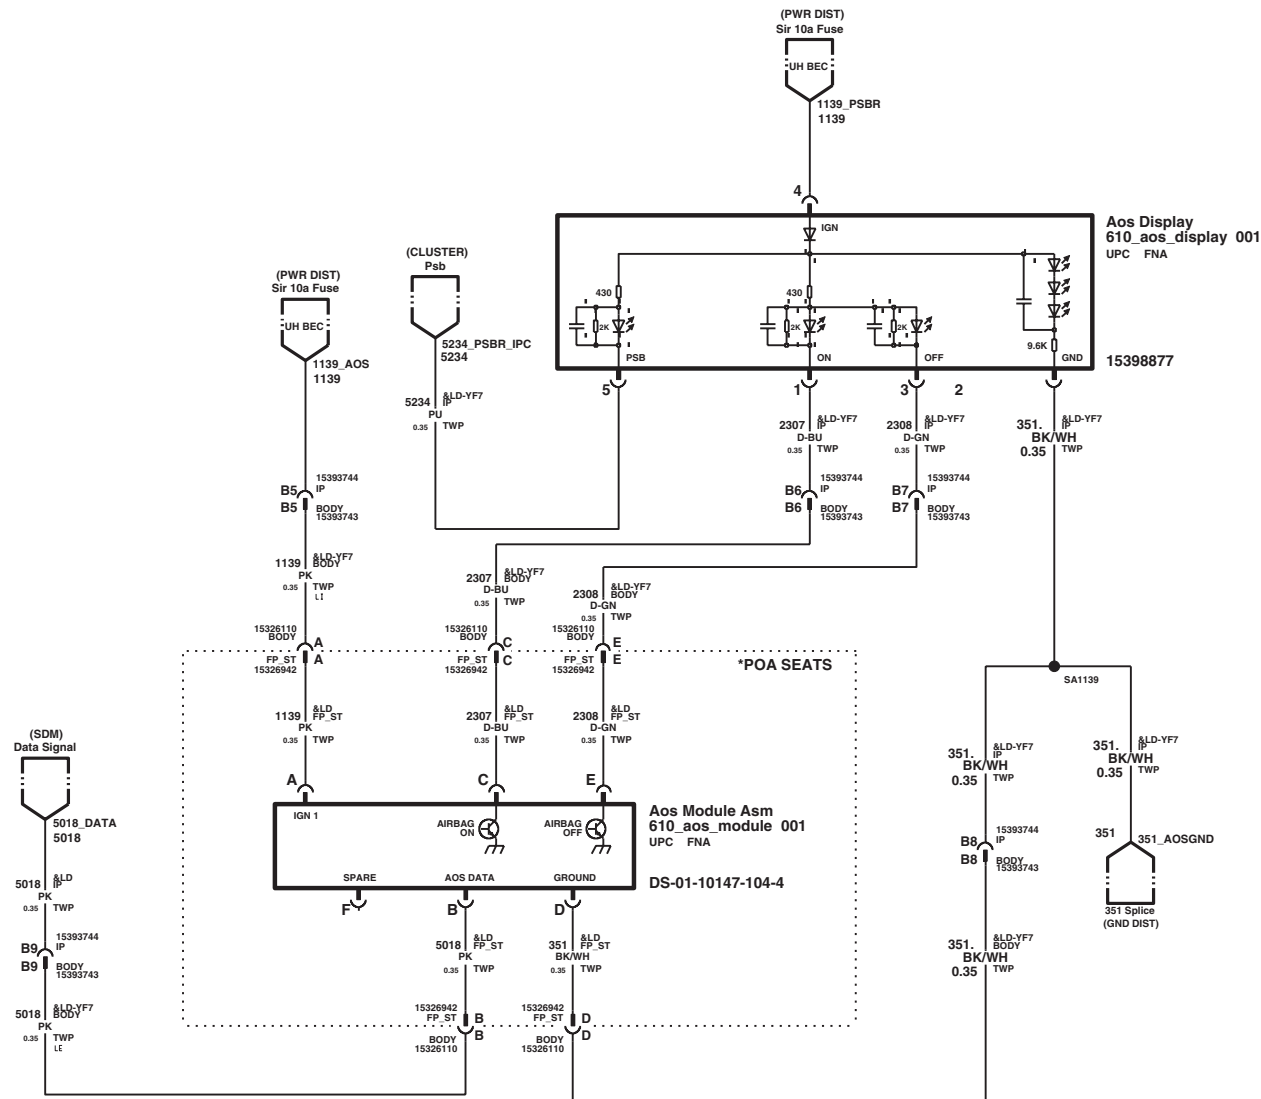 (PWR DIST)
Sir 10a Fuse
UH BEC
1139_PSBR
1139
4
IGN
Aos Display
610_aos_display 001
UPC FNA
430
2K
PSB
430
2K
ON
2K
OFF
9.6K
GND
15398877
5
1
3
2
(CLUSTER)
Psb
5234_PSBR_IPC
5234
5234
&LD-YF7
IP
PU
0.35
TWP
(PWR DIST)
Sir 10a Fuse
UH BEC
1139_AOS
1139
2307
&LD-YF7
IP
D-BU
0.35
TWP
2308
&LD-YF7
IP
D-GN
0.35
TWP
351.
&LD-YF7
IP
BK/WH
0.35
TWP
B5
15393744
IP
B5
BODY
15393743
B6
15393744
IP
B6
BODY
15393743
B7
15393744
IP
B7
BODY
15393743
1139
&LD-YF7
BODY
PK
0.35
TWP
LI
2307
&LD-YF7
BODY
D-BU
0.35
TWP
2308
&LD-YF7
BODY
D-GN
0.35
TWP
15326110
BODY
A
FP_ST
A
15326942
15326110
BODY
C
FP_ST
C
15326942
15326110
BODY
E
FP_ST
E
15326942
*POA SEATS
SA1139
1139
&LD
FP_ST
PK
0.35
TWP
2307
&LD
FP_ST
D-BU
0.35
TWP
2308
&LD
FP_ST
D-GN
0.35
TWP
(SDM)
Data Signal
5018_DATA
5018
A
C
E
IGN 1
AIRBAG
ON
AIRBAG
OFF
Aos Module Asm
610_aos_module 001
UPC FNA
SPARE
AOS DATA
GROUND
DS-01-10147-104-4
F
B
D
351.
&LD-YF7
IP
BK/WH
0.35
TWP
351.
&LD-YF7
IP
BK/WH
0.35
TWP
B8
15393744
IP
B8
BODY
15393743
351
351_AOSGND
351 Splice
(GND DIST)
5018
&LD
IP
PK
0.35
TWP
B9
15393744
IP
B9
BODY
15393743
5018
&LD-YF7
BODY
PK
0.35
TWP
LE
5018
&LD
FP_ST
PK
0.35
TWP
351
&LD
FP_ST
BK/WH
0.35
TWP
351.
&LD-YF7
BODY
BK/WH
0.35
TWP
15326942
FP_ST
B
B
BODY
15326110
15326942
FP_ST
D
D
BODY
15326110